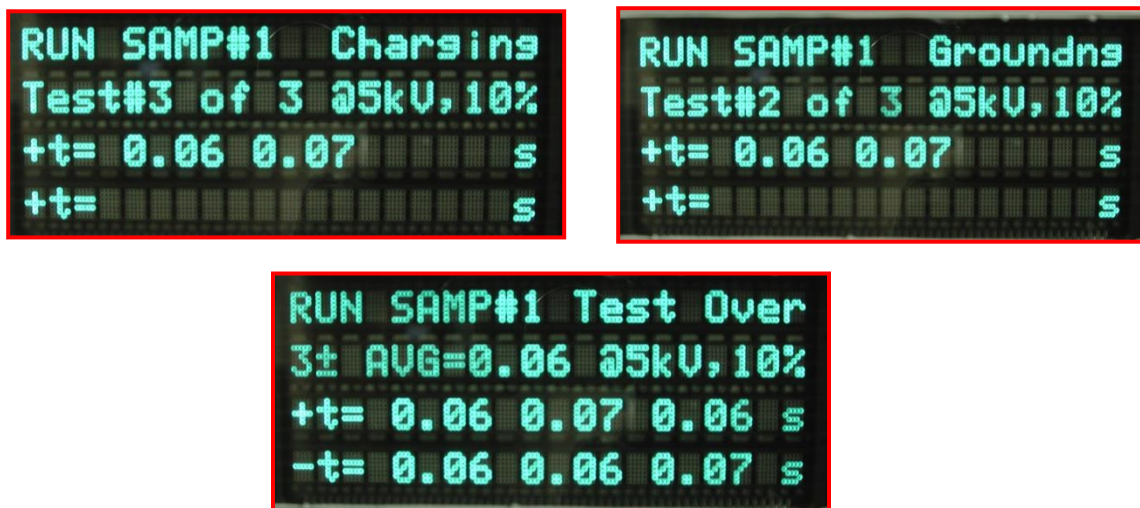 RUN SAMP#1 Charging
Test#3 of 3 @5kV,10%
+t= 0.06 0.07 s
+t= s
RUN SAMP#1 Groundng
Test#2 of 3 @5kV,10%
+t= 0.06 0.07 s
+t= s
RUN SAMP#1 Test Over
3± AVG=0.06 @5kV,10%
+t= 0.06 0.07 0.06 s
-t= 0.06 0.06 0.07 s